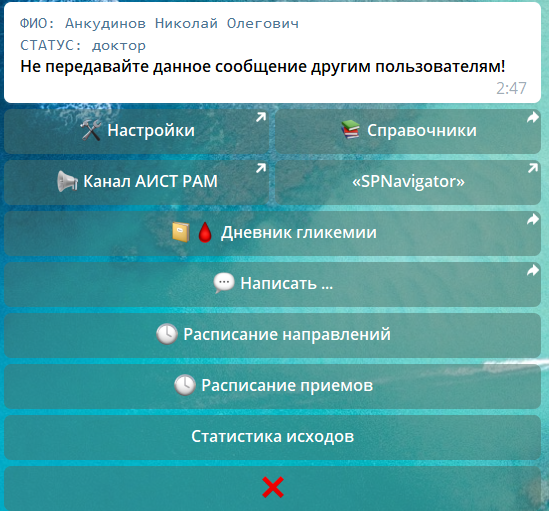 ФИО: Анкудинов Николай Олегович
СТАТУС: доктор
Не передавайте данное сообщение другим пользователям!
2:47
Настройки
Справочники
Канал АИСТ РАМ
«SPNavigator»
Дневник гликемии
Написать ...
Расписание направлений
Расписание приемов
Статистика исходов